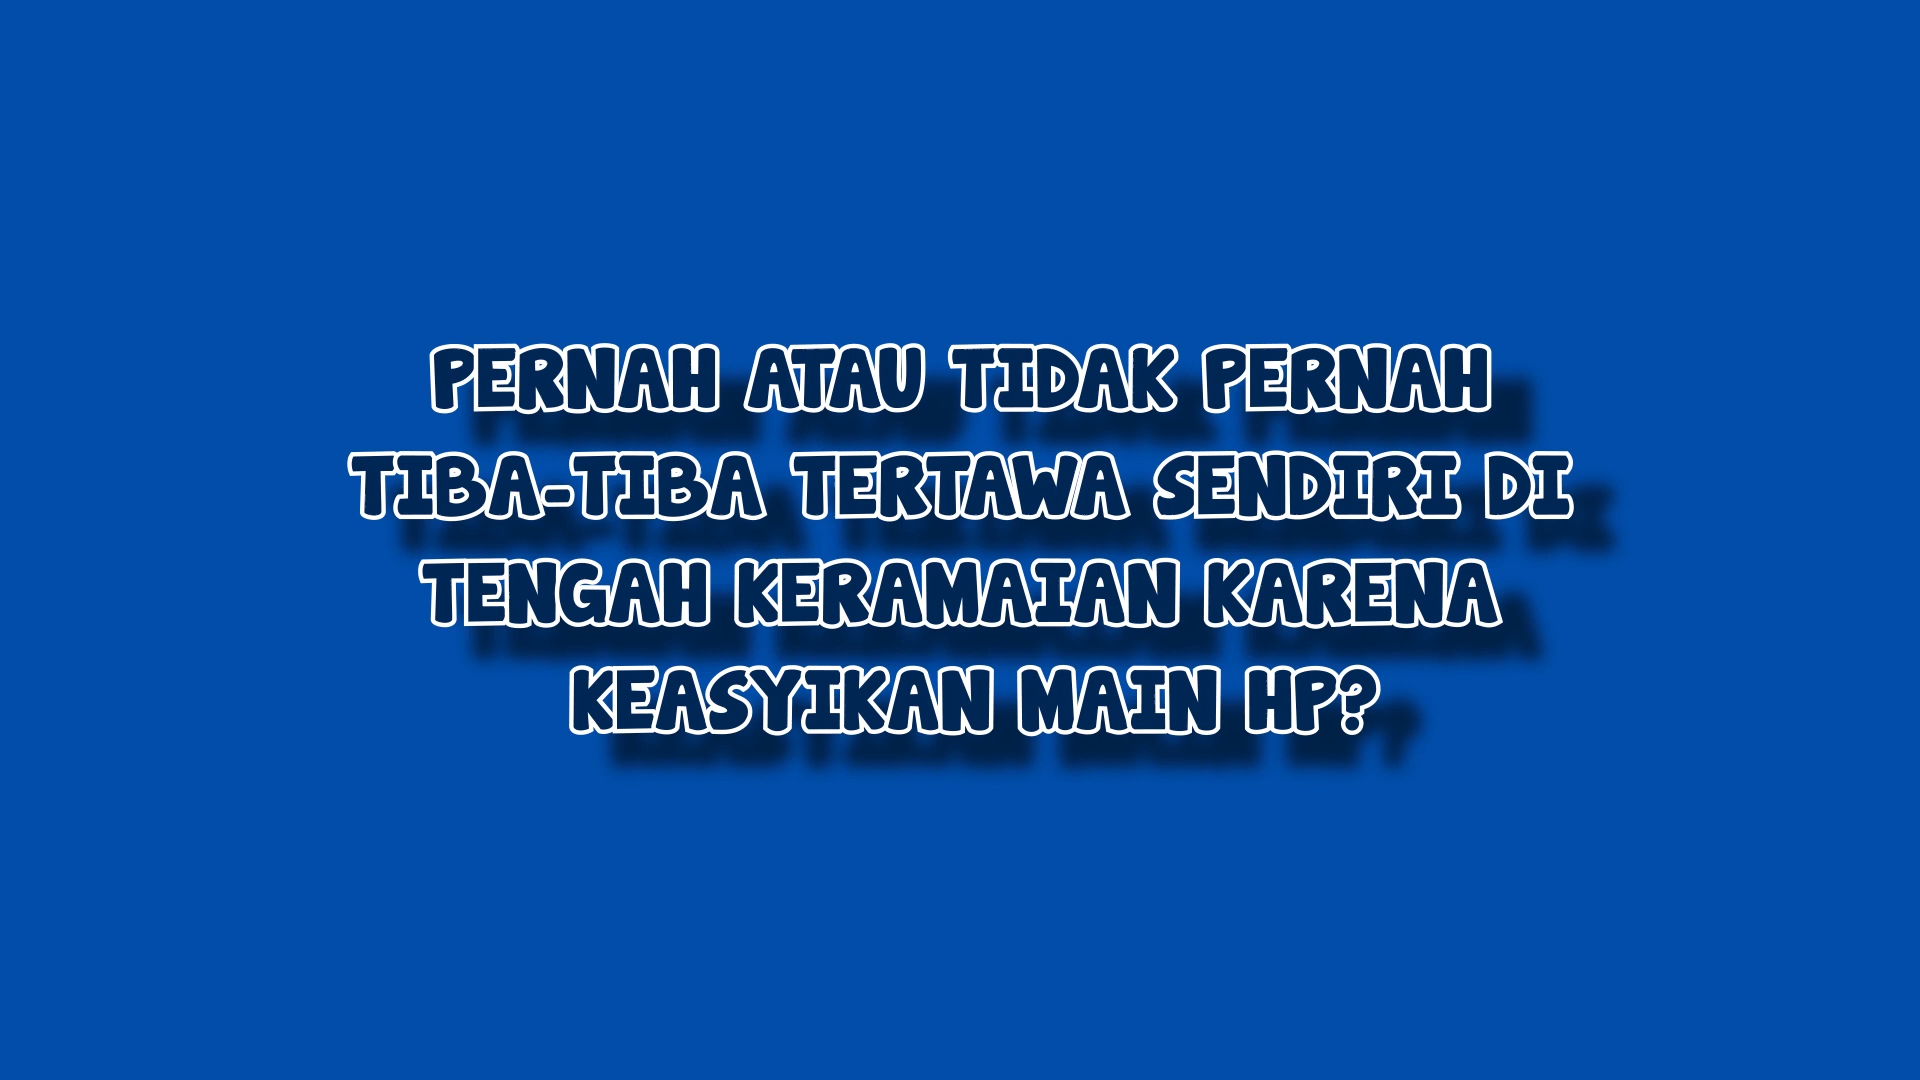 PERNAH ATAU TIDAK PERNAH
TIBA-TIBA TERTAWA SENDIRI DI
TENGAH KERAMAIAN KARENA
KEASYIKAN MAIN HP?